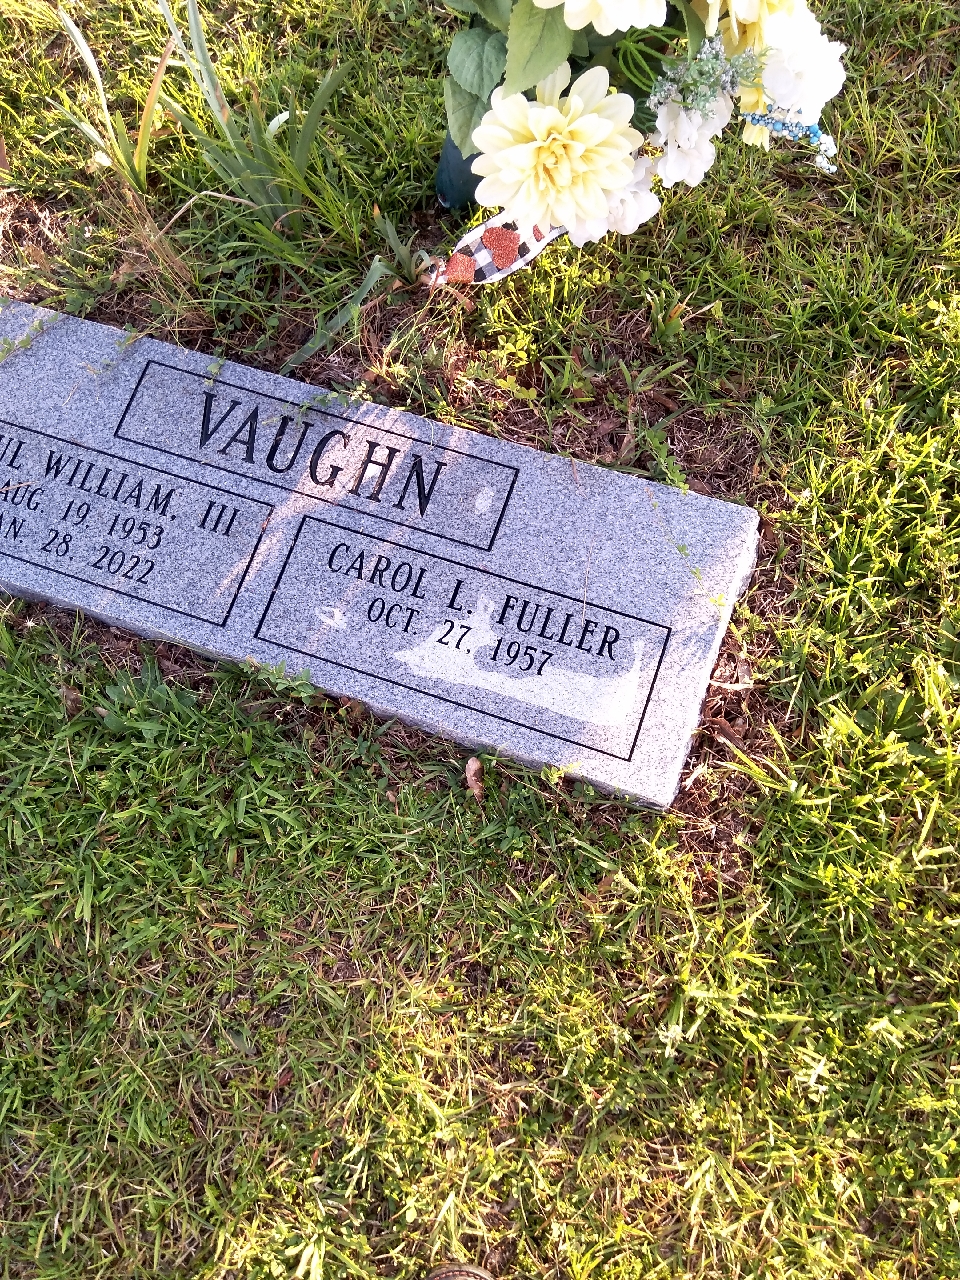 VAUGHN
WILLIAM, III
AUG. 19, 1953
28, 2022
CAROL L. FULLER
OCT. 27, 1957